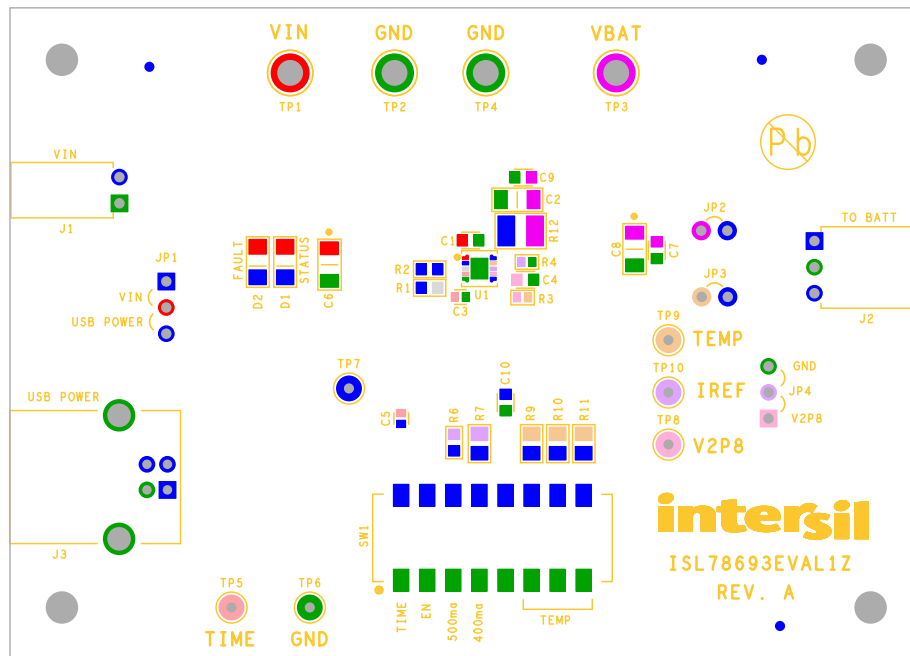 VIN GND GND VBAT
TP1 TP2 TP4 TP3
Pb
VIN
J1
C9
C2
R12
C1
FAULT
STATUS
D2 D1 C6
R2
R1
U1
C3
R4
C4
R3
C8
C7
JP2
JP3
TO BATT
J2
JP1
VIN
USB POWER
TP9
TEMP
TP10
IREF
TP8
V2P8
GND
JP4
V2P8
TP7
USB POWER
J3
C5
R6
R7
C10
R9
R10
R11
SW1
TIME
EN
500ma
400ma
TEMP
TP5 TP6
TIME GND
intersil
ISL78693EVAL1Z
REV. A